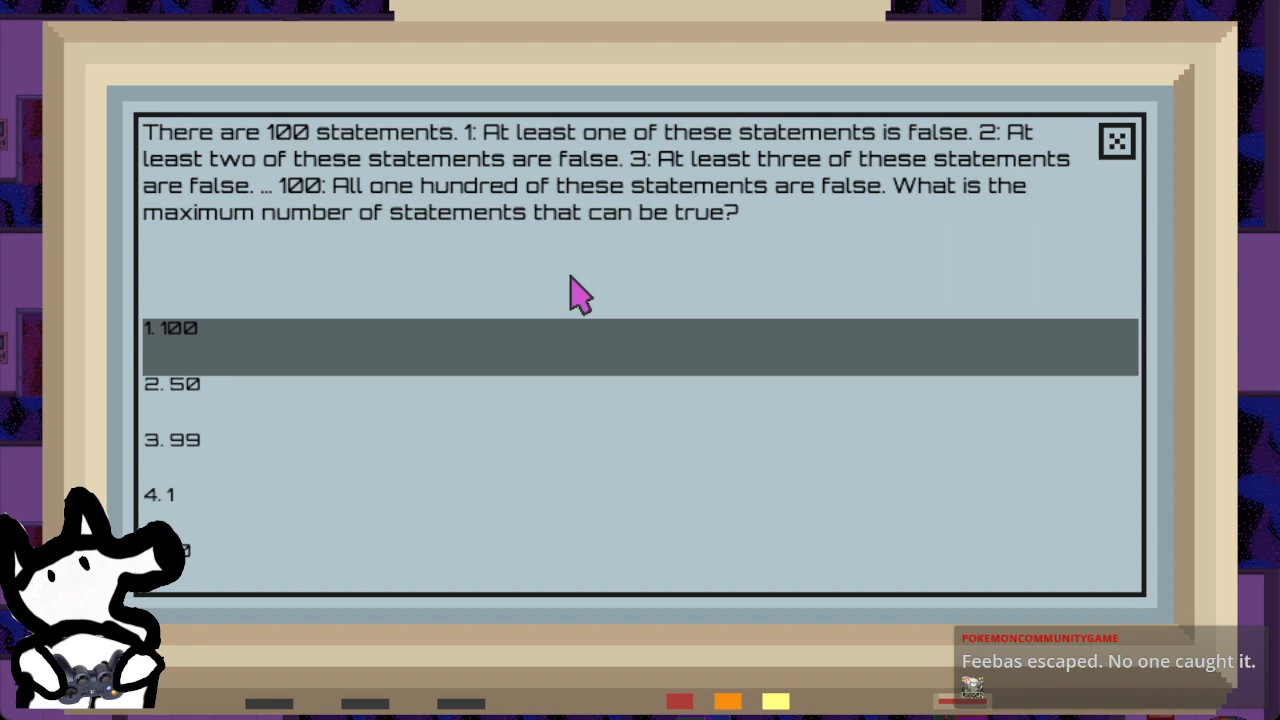 There are 100 statements. 1: At least one of these statements is false. 2: At
least two of these statements are false. 3: At least three of these statements
are false. ... 100: All one hundred of these statements are false. What is the
maximum number of statements that can be true?
1. 100
2. 50
3. 99
4. 1
POKEMONCOMMUNITYGAME
Feebas escaped. No one caught it.